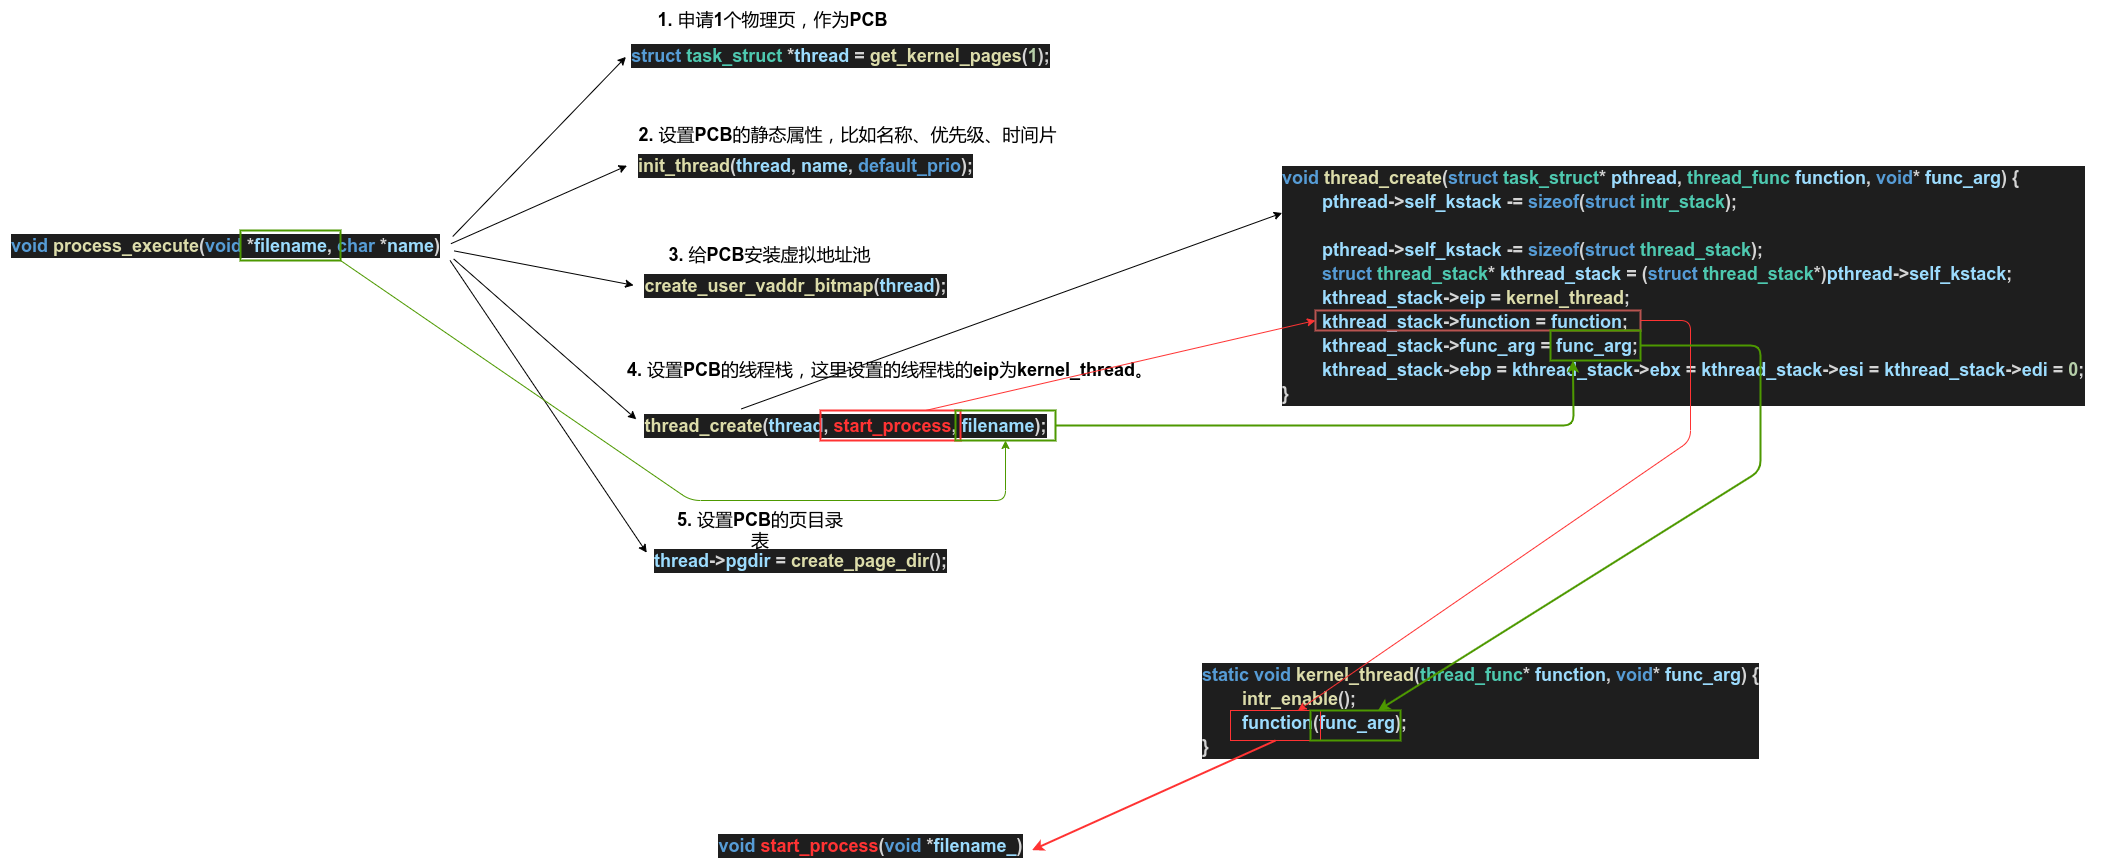 1. 申请1个物理页，作为PCB
struct task_struct *thread = get_kernel_pages(1);
2. 设置PCB的静态属性，比如名称、优先级、时间片
init_thread(thread, name, default_prio);
void process_execute(void *filename, char *name)
3. 给PCB安装虚拟地址池
create_user_vaddr_bitmap(thread);
4. 设置PCB的线程栈，这里设置的线程栈的eip为kernel_thread。
thread_create(thread, start_process, filename);
5. 设置PCB的页目录
表
thread->pgdir = create_page_dir();
void thread_create(struct task_struct* pthread, thread_func function, void* func_arg) {
pthread->self_kstack -= sizeof(struct intr_stack);
pthread->self_kstack -= sizeof(struct thread_stack);
struct thread_stack* kthread_stack = (struct thread_stack*)pthread->self_kstack;
kthread_stack->eip = kernel_thread;
kthread_stack->function = function;
kthread_stack->func_arg = func_arg;
kthread_stack->ebp = kthread_stack->ebx = kthread_stack->esi = kthread_stack->edi = 0;
}
static void kernel_thread(thread_func* function, void* func_arg) {
intr_enable();
function(func_arg);
}
void start_process(void *filename_)